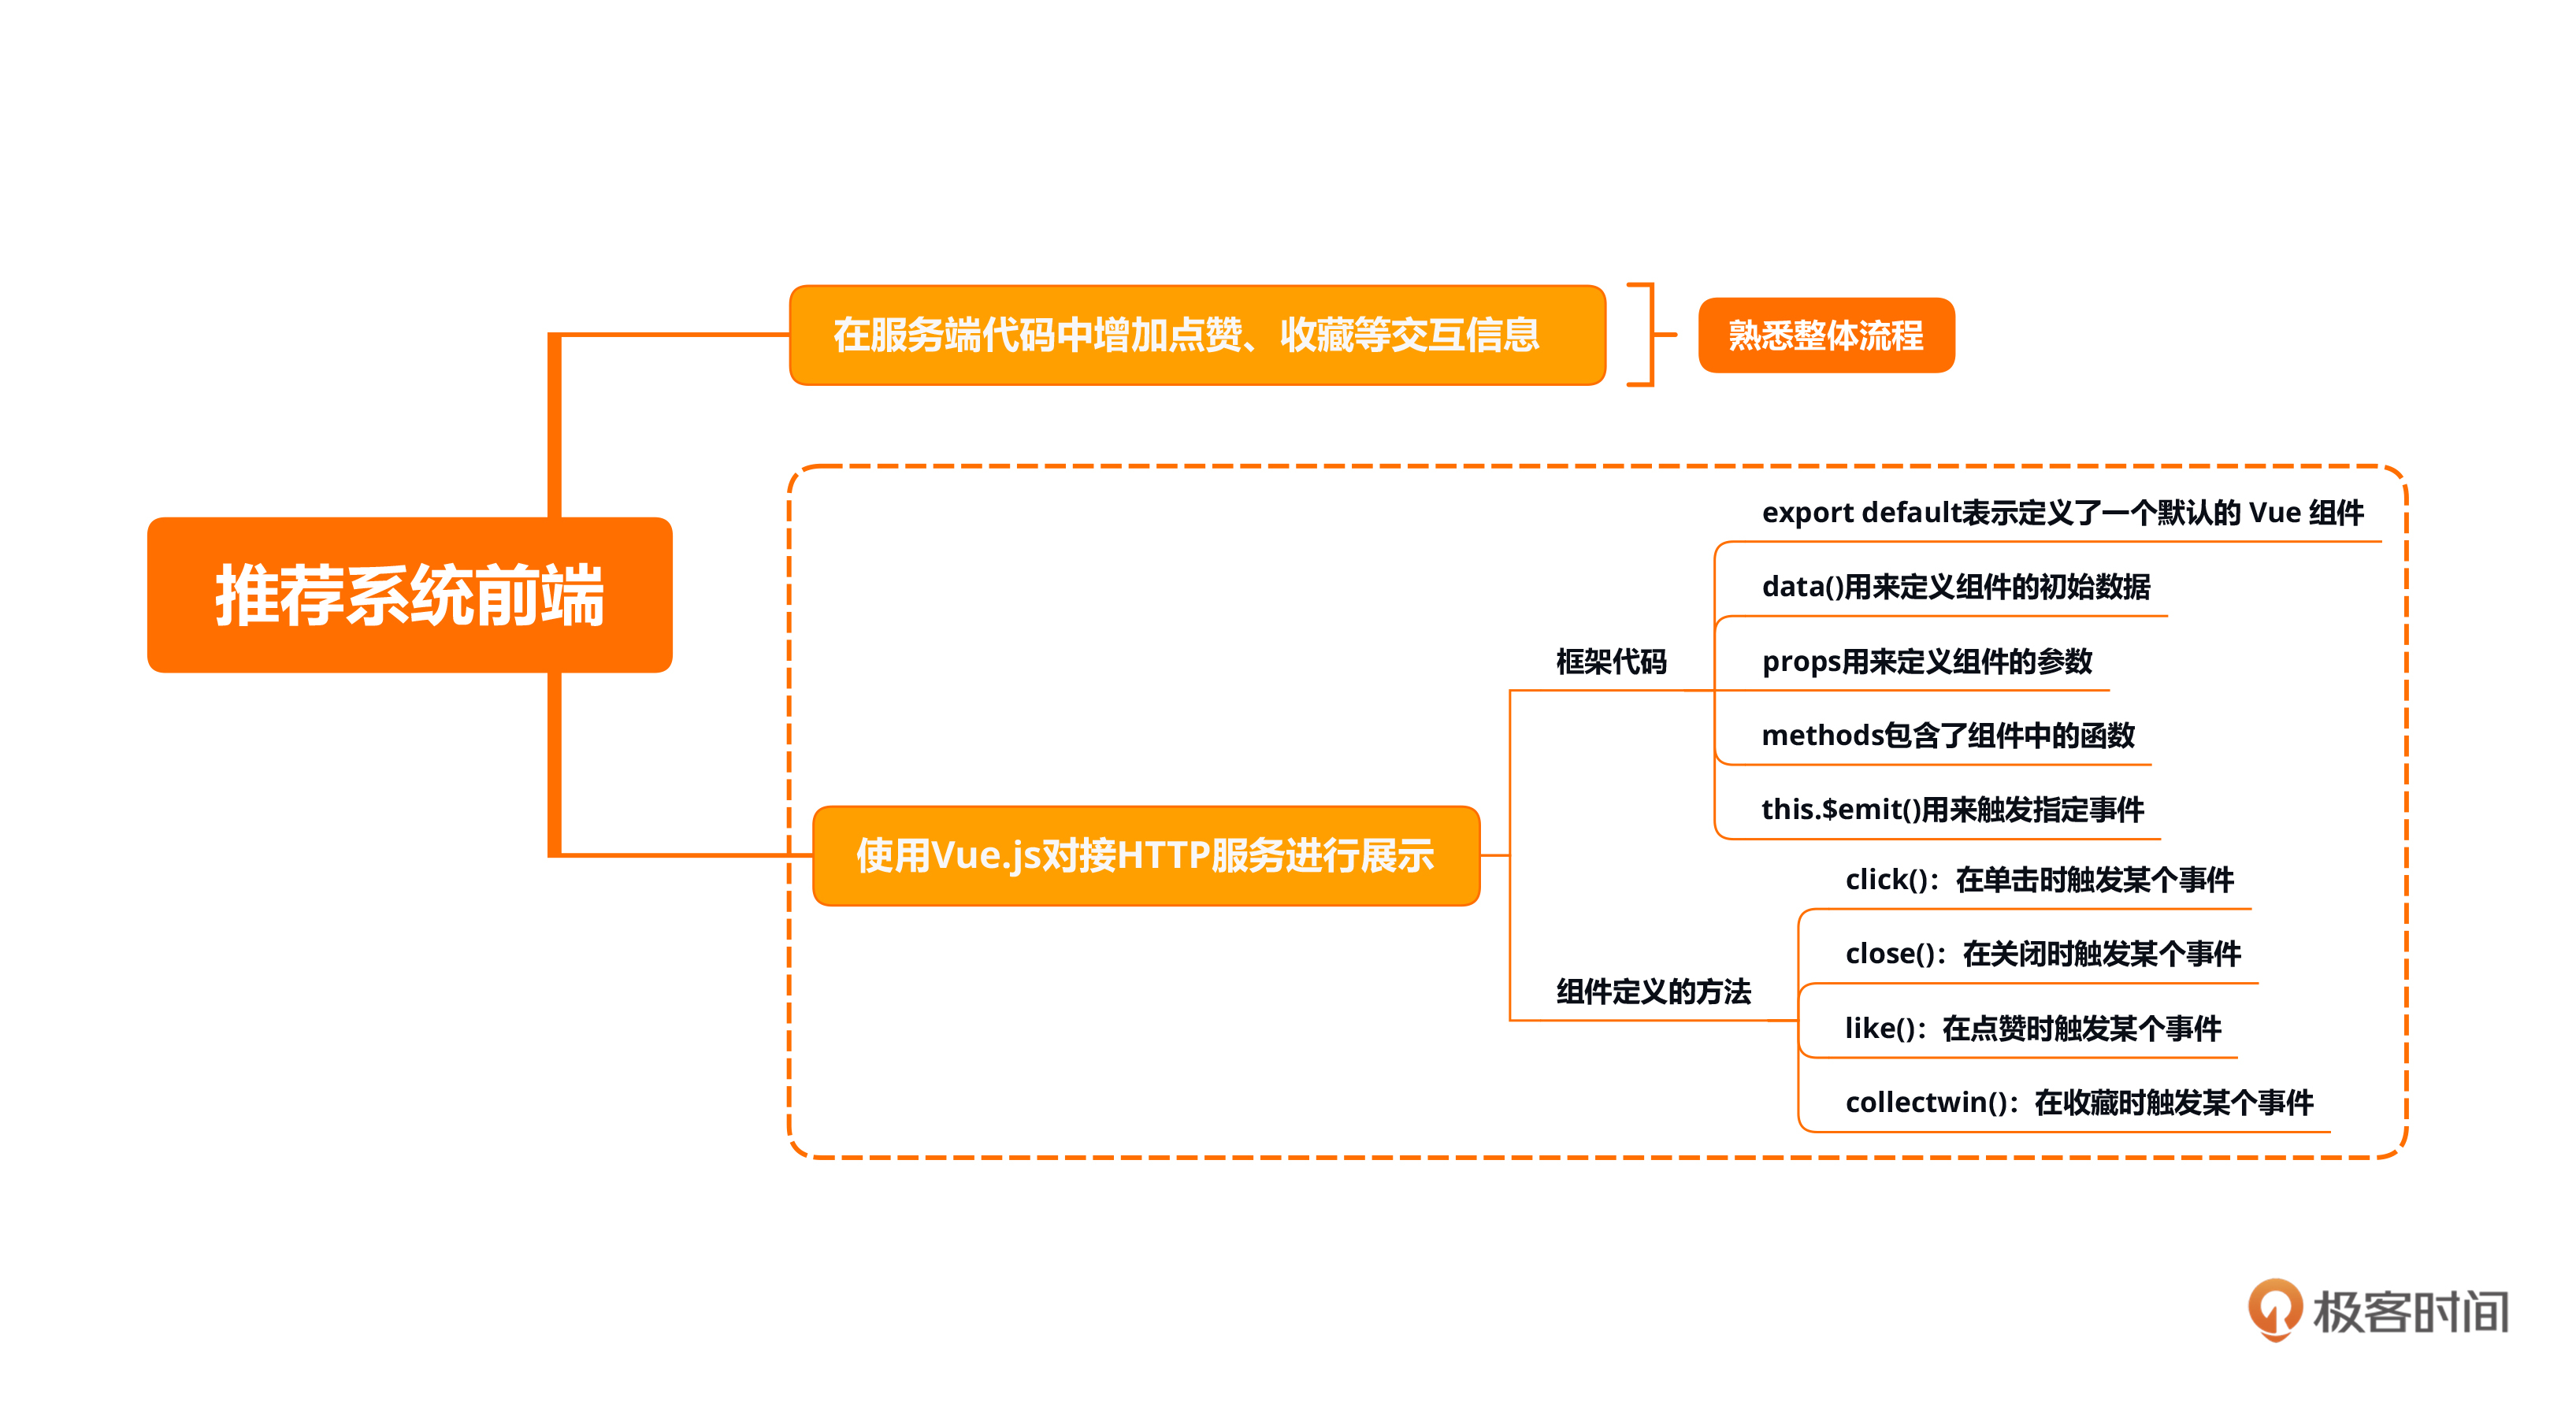 在服务端代码中增加点赞、收藏等交互信息
熟悉整体流程
推荐系统前端
使用Vue.js对接HTTP服务进行展示
框架代码
export default表示定义了一个默认的 Vue 组件
data()用来定义组件的初始数据
props用来定义组件的参数
methods包含了组件中的函数
this.$emit()用来触发指定事件
组件定义的方法
click()：在单击时触发某个事件
close()：在关闭时触发某个事件
like()：在点赞时触发某个事件
collectwin()：在收藏时触发某个事件
极客时间